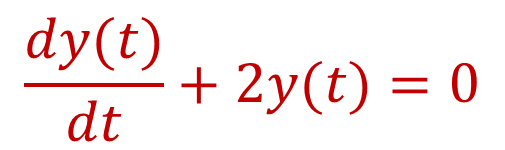 dy(t)/dt + 2y(t) = 0